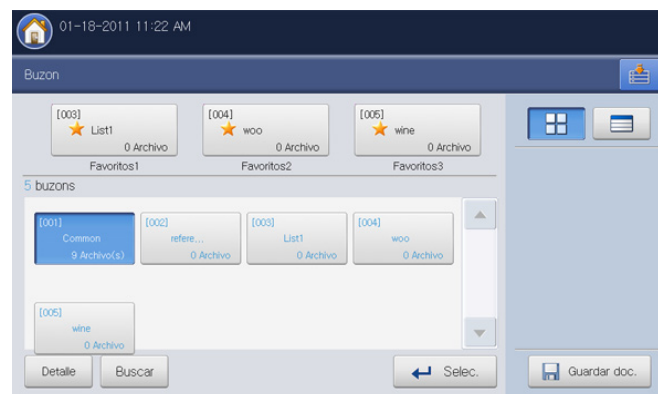 01-18-2011 11:22 AM
Buzon
[003] [004] [005]
List1 woo wine
0 Archivo 0 Archivo 0 Archivo
Favoritos1 Favoritos2 Favoritos3
5 buzons
[001] [002] [003] [004]
Common refere... List1 woo
9 Archivo(s) 0 Archivo 0 Archivo 0 Archivo
[005]
wine
0 Archivo
Detalle Buscar Selec. Guardar doc.